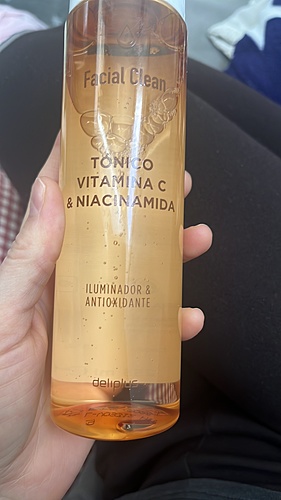 Facial Clean
TÓNICO
VITAMINA C
& NIACINAMIDA
ILUMINADOR &
ANTIOXIDANTE
deliplus